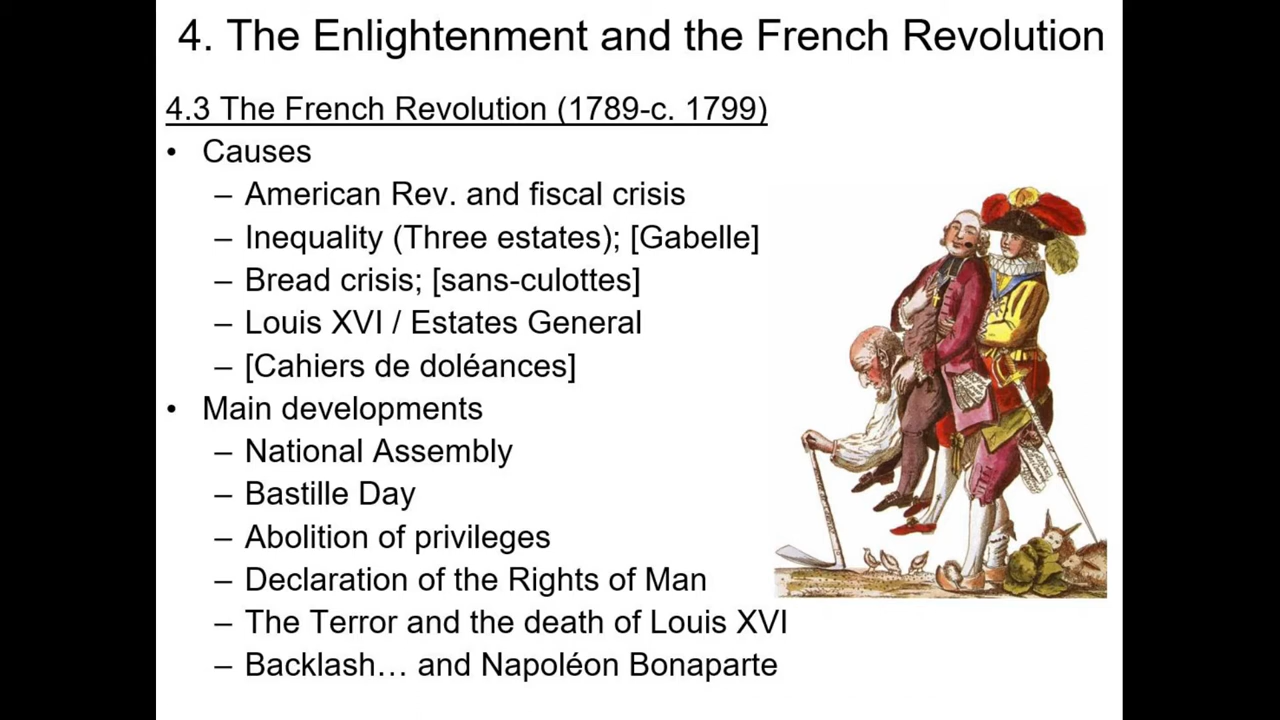 4. The Enlightenment and the French Revolution
4.3 The French Revolution (1789-c. 1799)
• Causes
– American Rev. and fiscal crisis
– Inequality (Three estates); [Gabelle]
– Bread crisis; [sans-culottes]
– Louis XVI / Estates General
– [Cahiers de doléances]
• Main developments
– National Assembly
– Bastille Day
– Abolition of privileges
– Declaration of the Rights of Man
– The Terror and the death of Louis XVI
– Backlash… and Napoléon Bonaparte